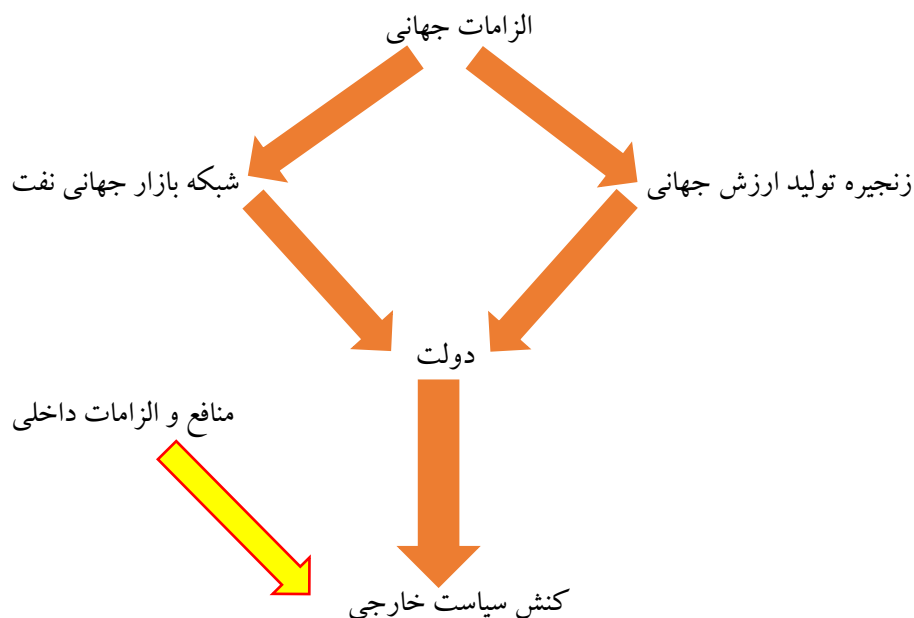 الزامات جهانی
زنجیره تولید ارزش جهانی
شبکه بازار جهانی نفت
دولت
منافع و الزامات داخلی
کنش سیاست خارجی